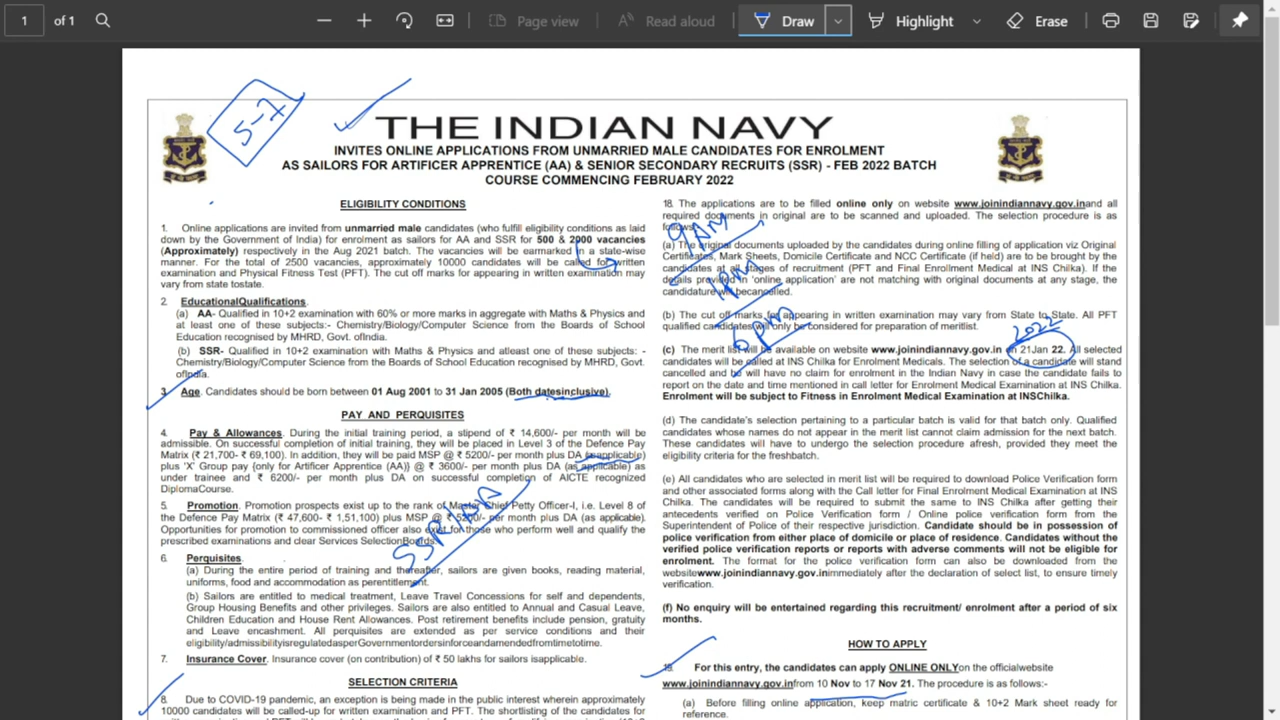 1 of 1 Page view Read aloud Draw Highlight Erase
5-7
THE INDIAN NAVY
INVITES ONLINE APPLICATIONS FROM UNMARRIED MALE CANDIDATES FOR ENROLMENT
AS SAILORS FOR ARTIFICER APPRENTICE (AA) & SENIOR SECONDARY RECRUITS (SSR) - FEB 2022 BATCH
COURSE COMMENCING FEBRUARY 2022
ELIGIBILITY CONDITIONS
1. Online applications are invited from unmarried male candidates (who fulfill eligibility conditions as laid
down by the Government of India) for enrolment as sailors for AA and SSR for 500 & 2000 vacancies
(Approximately) respectively in the Aug 2021 batch. The vacancies will be earmarked in a state-wise
manner. For the total of 2500 vacancies, approximately 10000 candidates will be called for written
examination and Physical Fitness Test (PFT). The cut off marks for appearing in written examination may
vary from state tostate.
2. EducationalQualifications.
(a) AA- Qualified in 10+2 examination with 60% or more marks in aggregate with Maths & Physics and
at least one of these subjects:- Chemistry/Biology/Computer Science from the Boards of School
Education recognised by MHRD, Govt. ofIndia.
(b) SSR- Qualified in 10+2 examination with Maths & Physics and atleast one of these subjects: -
Chemistry/Biology/Computer Science from the Boards of School Education recognised by MHRD, Govt.
ofIndia.
3. Age. Candidates should be born between 01 Aug 2001 to 31 Jan 2005 (Both datesinclusive).
PAY AND PERQUISITES
4. Pay & Allowances. During the initial training period, a stipend of ₹ 14,600/- per month will be
admissible. On successful completion of initial training, they will be placed in Level 3 of the Defence Pay
Matrix (₹ 21,700- ₹ 69,100). In addition, they will be paid MSP @ ₹ 5200/- per month plus DA (as applicable)
plus 'X' Group pay {only for Artificer Apprentice (AA)} @ ₹ 3600/- per month plus DA (as applicable) as
under trainee and ₹ 6200/- per month plus DA on successful completion of AICTE recognized
DiplomaCourse.
5. Promotion. Promotion prospects exist up to the rank of Master Chief Petty Officer-I, i.e. Level 8 of
the Defence Pay Matrix (₹ 47,600- ₹ 1,51,100) plus MSP @ ₹ 5200/- per month plus DA (as applicable).
Opportunities for promotion to commissioned officer also exist for those who perform well and qualify the
prescribed examinations and clear Services SelectionBoards.
SSR/AA
6. Perquisites.
(a) During the entire period of training and thereafter, sailors are given books, reading material,
uniforms, food and accommodation as perentitlement.
(b) Sailors are entitled to medical treatment, Leave Travel Concessions for self and dependents,
Group Housing Benefits and other privileges. Sailors are also entitled to Annual and Casual Leave,
Children Education and House Rent Allowances. Post retirement benefits include pension, gratuity
and Leave encashment. All perquisites are extended as per service conditions and their
eligibility/admissibilityisregulatedasperGovernmentordersinforceandamendedfromtimetotime.
7. Insurance Cover. Insurance cover (on contribution) of ₹ 50 lakhs for sailors isapplicable.
SELECTION CRITERIA
8. Due to COVID-19 pandemic, an exception is being made in the public interest wherein approximately
10000 candidates will be called-up for written examination and PFT. The shortlisting of the candidates for
18. The applications are to be filled online only on website www.joinindiannavy.gov.inand all
required documents in original are to be scanned and uploaded. The selection procedure is as
follows:-
9 AM
1pm
6pm
(a) The original documents uploaded by the candidates during online filling of application viz Original
Certificates, Mark Sheets, Domicile Certificate and NCC Certificate (if held) are to be brought by the
candidates at all stages of recruitment (PFT and Final Enrollment Medical at INS Chilka). If the
details provided in 'online application' are not matching with original documents at any stage, the
candidature will becancelled.
(b) The cut off marks for appearing in written examination may vary from State to State. All PFT
qualified candidates will only be considered for preparation of meritlist.
2022
(c) The merit list will be available on website www.joinindiannavy.gov.in on 21Jan 22. All selected
candidates will be called at INS Chilka for Enrollment Medicals. The selection of a candidate will stand
cancelled and he will have no claim for enrolment in the Indian Navy in case the candidate fails to
report on the date and time mentioned in call letter for Enrolment Medical Examination at INS Chilka.
Enrolment will be subject to Fitness in Enrolment Medical Examination at INSChilka.
(d) The candidate's selection pertaining to a particular batch is valid for that batch only. Qualified
candidates whose names do not appear in the merit list cannot claim admission for the next batch.
These candidates will have to undergo the selection procedure afresh, provided they meet the
eligibility criteria for the freshbatch.
(e) All candidates who are selected in merit list will be required to download Police Verification form
and other associated forms along with the Call letter for Final Enrolment Medical Examination at INS
Chilka. The candidates will be required to submit the same to INS Chilka after getting their
antecedents verified on Police Verification form / Online police verification form from the
Superintendent of Police of their respective jurisdiction. Candidate should be in possession of
police verification from either place of domicile or place of residence. Candidates without the
verified police verification reports or reports with adverse comments will not be eligible for
enrolment. The format for the police verification form can also be downloaded from the
websitewww.joinindiannavy.gov.inimmediately after the declaration of select list, to ensure timely
verification.
(f) No enquiry will be entertained regarding this recruitment/ enrolment after a period of six
months.
HOW TO APPLY
19. For this entry, the candidates can apply ONLINE ONLYon the officialwebsite
www.joinindiannavy.gov.infrom 10 Nov to 17 Nov 21. The procedure is as follows:-
(a) Before filling online application, keep matric certificate & 10+2 Mark sheet ready for
reference.